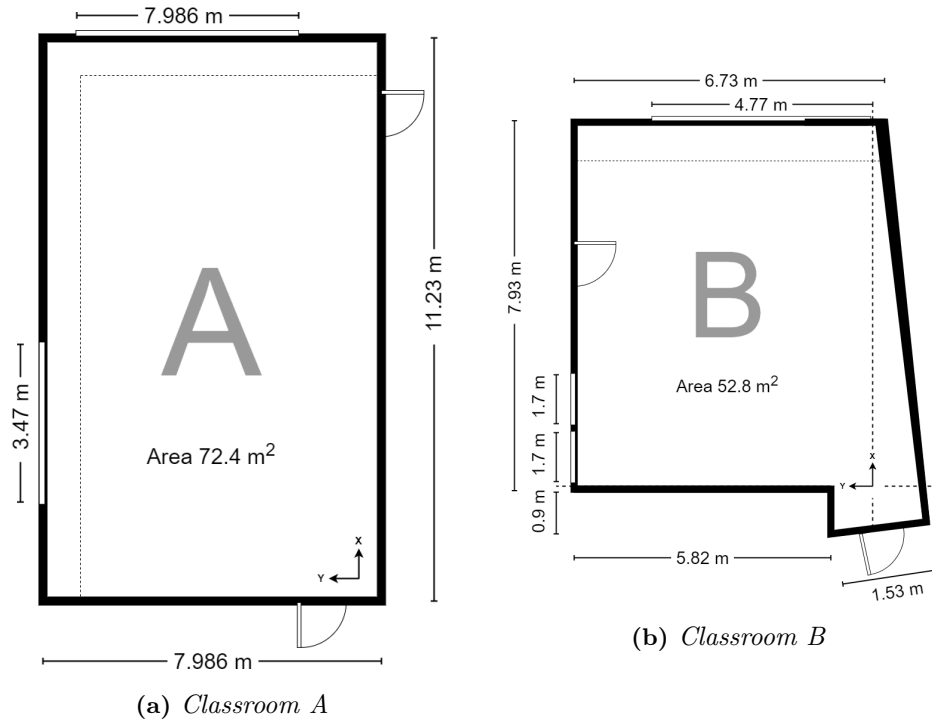 7.986 m
11.23 m
A
3.47 m
Area 72.4 m²
X
Y
7.986 m
(a) Classroom A
6.73 m
4.77 m
7.93 m
B
Area 52.8 m²
1.7 m
1.7 m
X
Y
0.9 m
5.82 m
1.53 m
(b) Classroom B